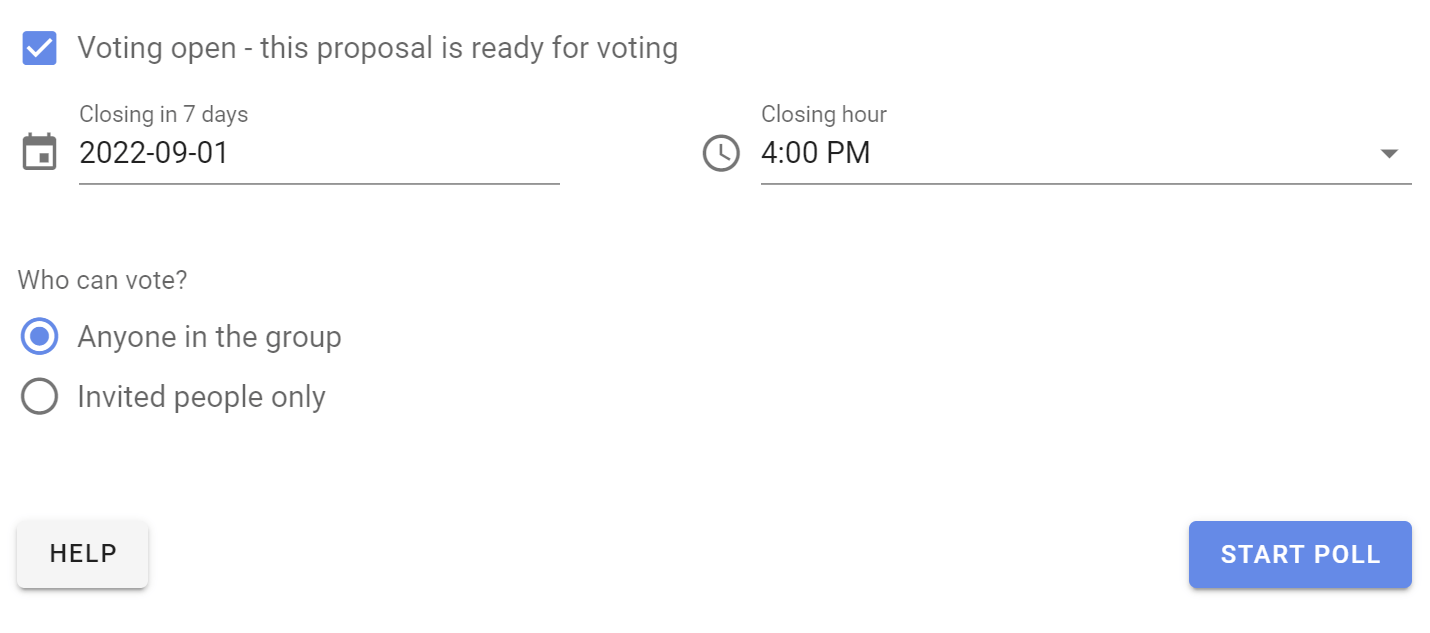 Voting open - this proposal is ready for voting
Closing in 7 days
2022-09-01
Closing hour
4:00 PM
Who can vote?
Anyone in the group
Invited people only
HELP
START POLL